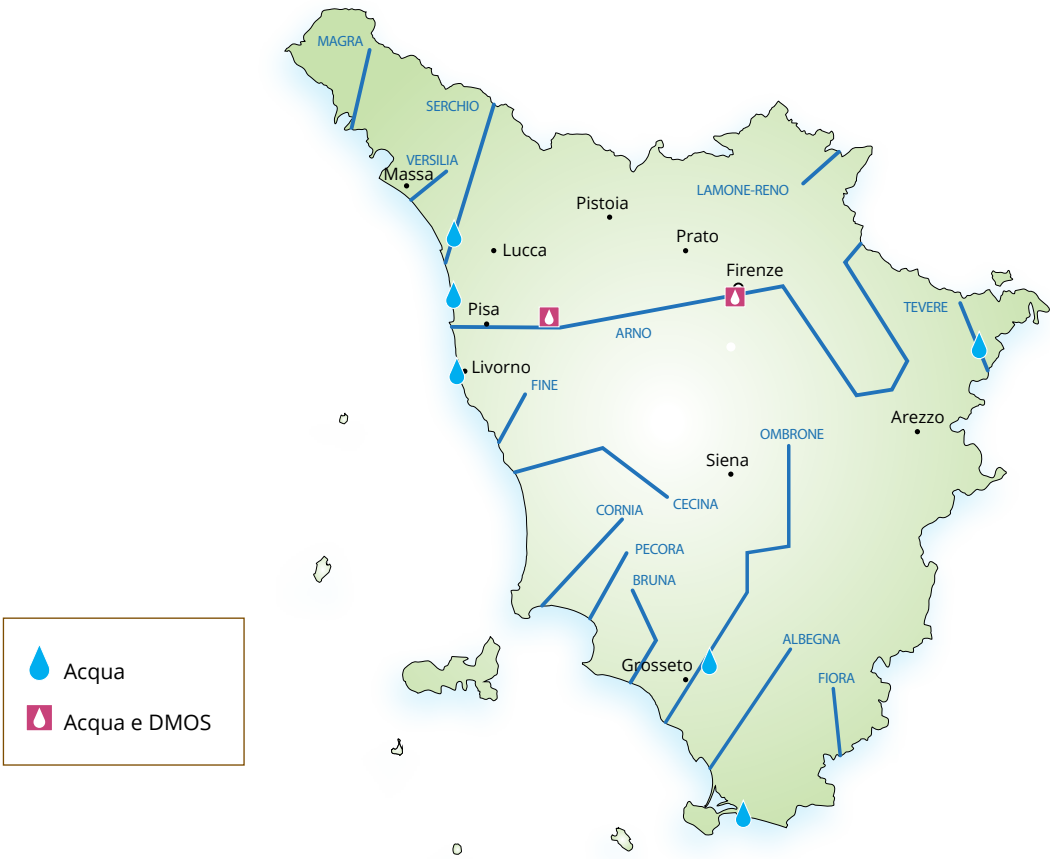 MAGRA
SERCHIO
VERSILIA
Massa
LAMONE-RENO
Pistoia
Prato
Lucca
Firenze
TEVERE
Pisa
ARNO
Livorno
FINE
Arezzo
OMBRONE
Siena
CECINA
CORNIA
PECORA
BRUNA
ALBEGNA
Grosseto
FIORA
Acqua
Acqua e DMOS